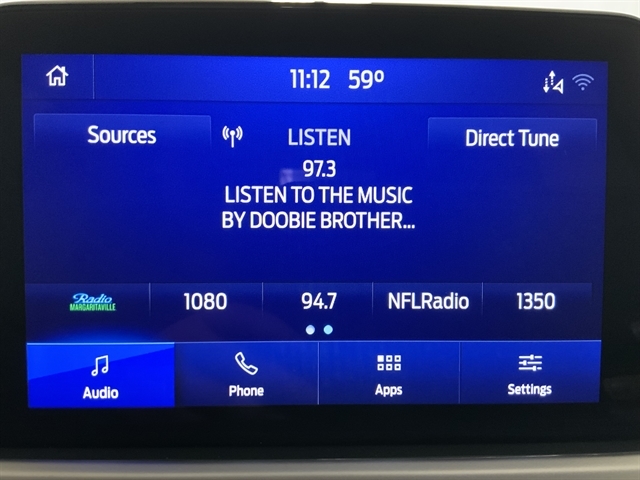 11:12 59º
Sources
LISTEN
Direct Tune
97.3
LISTEN TO THE MUSIC
BY DOOBIE BROTHER...
Radio
MARGARITAVILLE
1080
94.7
NFLRadio
1350
Audio
Phone
Apps
Settings